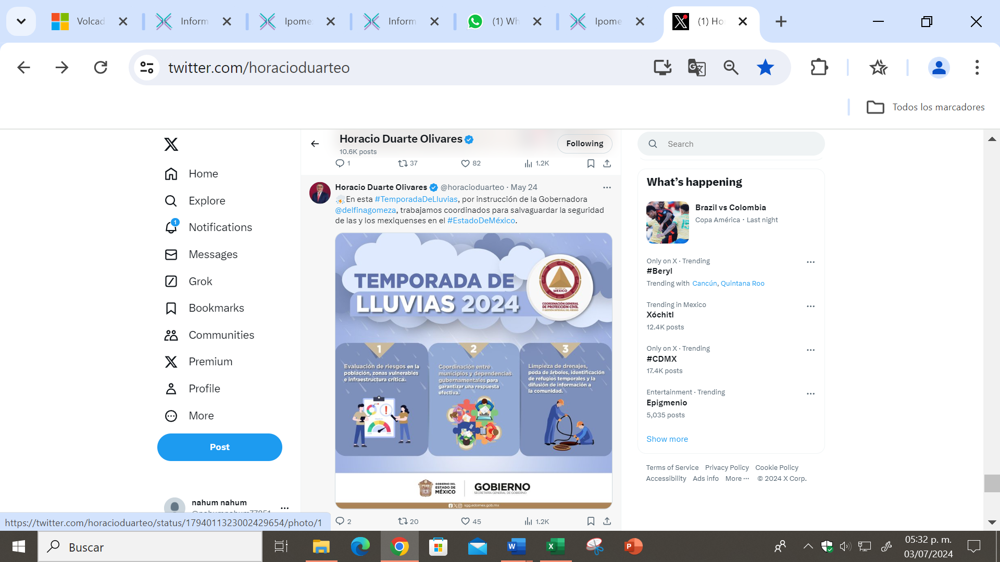 Volcad
Inform
Ipome
Inform
(1) Wh
Ipome
(1) Ho
twitter.com/horacioduarteo
Todos los marcadores
Horacio Duarte Olivares
10.6K posts
Following
1 37 82 1.2K
Home
Explore
1
Notifications
Messages
Grok
Bookmarks
Communities
Premium
Profile
More
Post
nahum nahum
https://twitter.com/horacioduarteo/status/1794011323002429654/photo/1
Horacio Duarte Olivares @horacioduarteo · May 24
En esta #TemporadaDeLluvias, por instrucción de la Gobernadora
@delfinagomeza, trabajamos coordinados para salvaguardar la seguridad
de las y los mexiquenses en el #EstadoDeMéxico.
TEMPORADA DE
LLUVIAS 2024
ESTADO DE
MÉXICO
COORDINACIÓN GENERAL
DE PROTECCIÓN CIVIL
Y GESTIÓN INTEGRAL DEL RIESGO
1
Evaluación de riesgos en la
población, zonas vulnerables
e infraestructura crítica.
2
Coordinación entre
municipios y dependencias
gubernamentales para
garantizar una respuesta
efectiva.
3
Limpieza de drenajes,
poda de árboles, identificación
de refugios temporales y la
difusión de información a
la comunidad.
GOBIERNO DEL
ESTADO DE
MÉXICO
GOBIERNO
SECRETARÍA GENERAL DE GOBIERNO
sgg.edomex.gob.mx
2 20 45 1.2K
Search
What's happening
Brazil vs Colombia
Copa América · Last night
Only on X · Trending
#Beryl
Trending with Cancún, Quintana Roo
Trending in Mexico
Xóchitl
12.4K posts
Only on X · Trending
#CDMX
17.4K posts
Entertainment · Trending
Epigmenio
5,035 posts
Show more
Terms of Service Privacy Policy Cookie Policy
Accessibility Ads info More ··· © 2024 X Corp.
Buscar
05:32 p. m.
03/07/2024